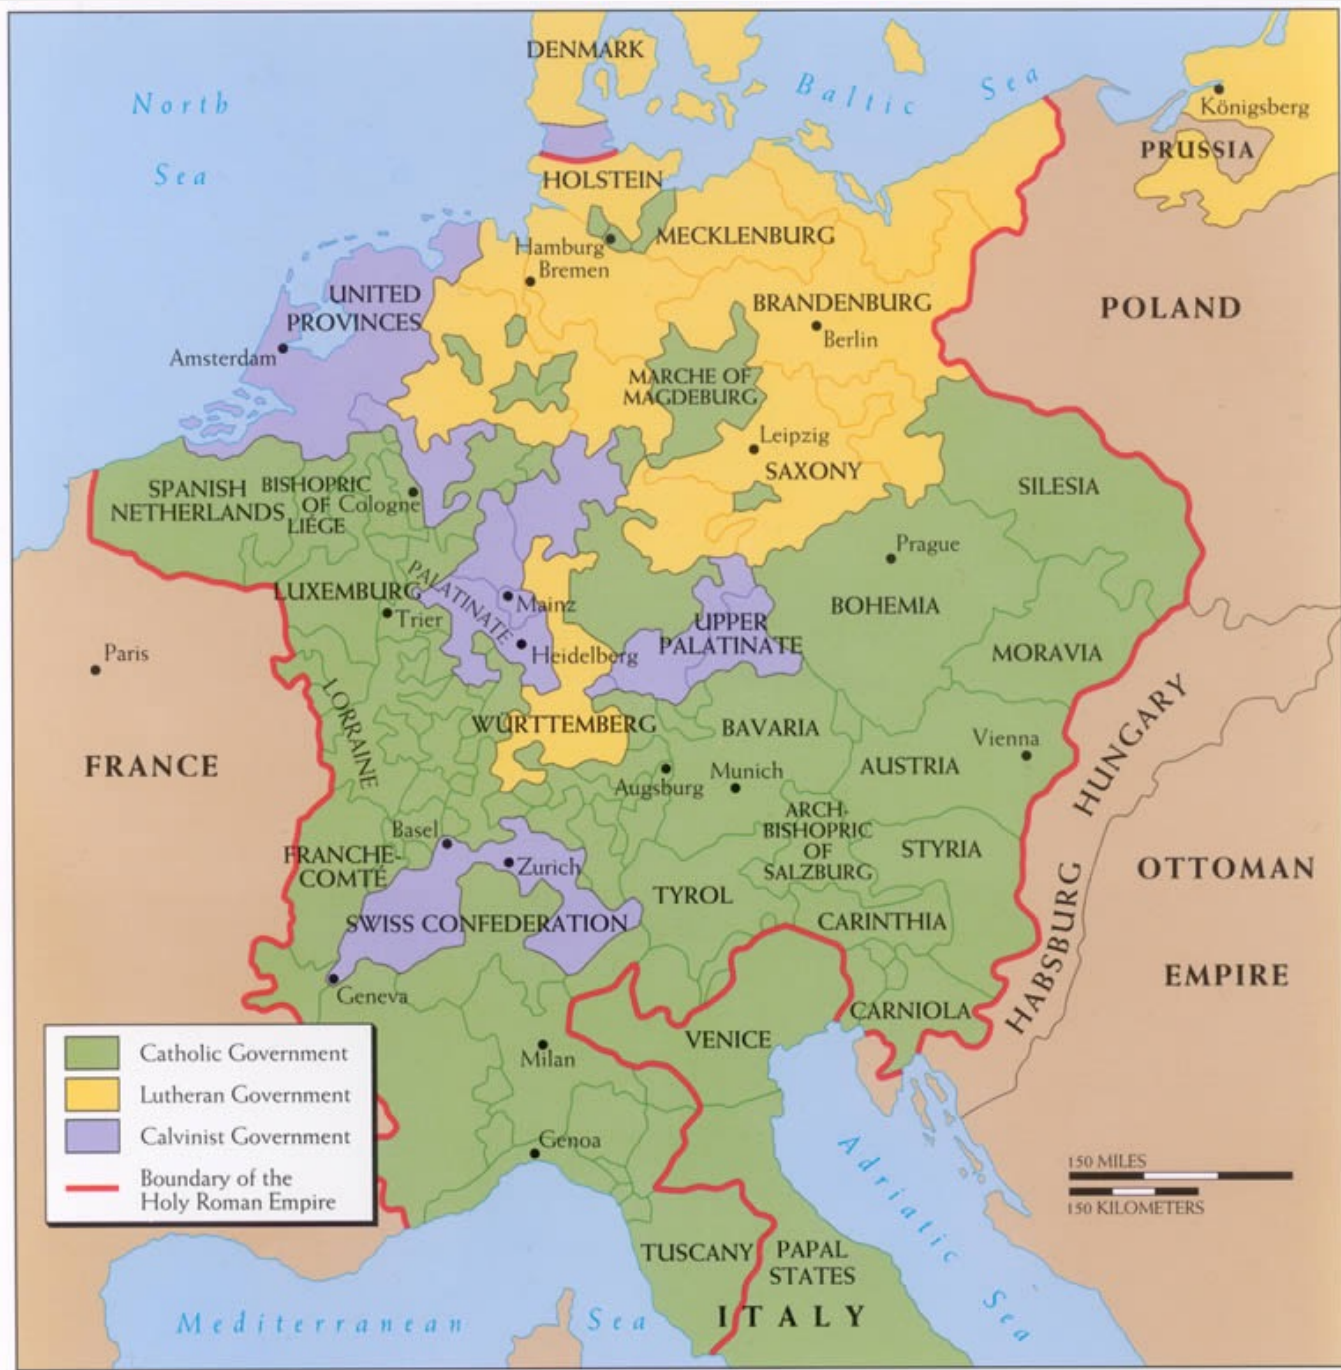 DENMARK
North
Sea
Baltic Sea
Königsberg
PRUSSIA
HOLSTEIN
Hamburg
MECKLENBURG
Bremen
UNITED
PROVINCES
BRANDENBURG
POLAND
Amsterdam
Berlin
MARCHE OF
MAGDEBURG
Leipzig
SAXONY
SPANISH
NETHERLANDS
BISHOPRIC
OF
LIÉGE
Cologne
SILESIA
Prague
LUXEMBURG
PALATINATE
Mainz
Trier
BOHEMIA
UPPER
PALATINATE
Paris
Heidelberg
MORAVIA
LORRAINE
WÜRTTEMBERG
BAVARIA
Vienna
FRANCE
AUSTRIA
Augsburg
Munich
HABSBURG HUNGARY
ARCH-
BISHOPRIC
OF
SALZBURG
Basel
STYRIA
FRANCHE-
COMTÉ
Zurich
OTTOMAN
EMPIRE
TYROL
SWISS CONFEDERATION
CARINTHIA
Geneva
CARNIOLA
VENICE
Milan
Genoa
Catholic Government
Lutheran Government
Calvinist Government
Boundary of the
Holy Roman Empire
Adriatic Sea
150 MILES
150 KILOMETERS
TUSCANY
PAPAL
STATES
ITALY
Mediterranean Sea